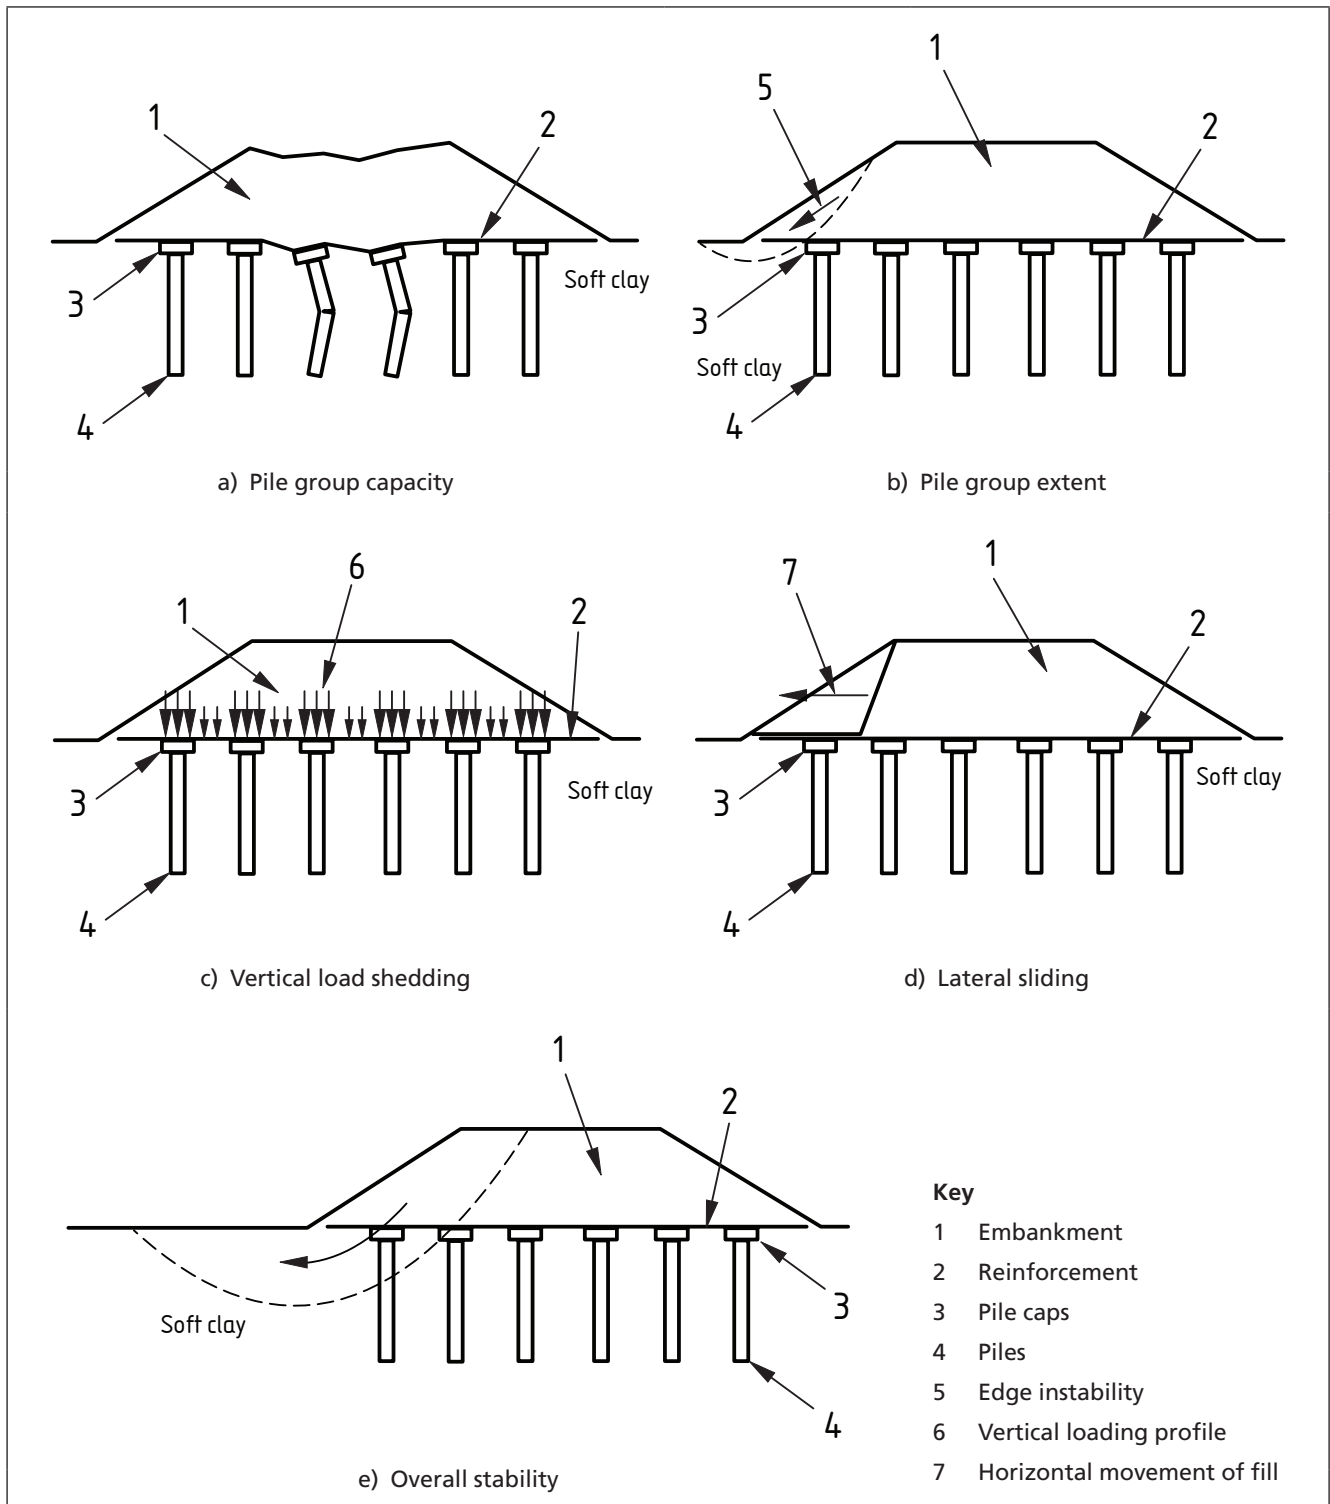 1
2
3
Soft clay
4
a) Pile group capacity
1
5
2
3
Soft clay
4
b) Pile group extent
6
1
2
3
Soft clay
4
c) Vertical load shedding
1
7
2
3
Soft clay
4
d) Lateral sliding
1
2
3
Soft clay
4
e) Overall stability
Key
1 Embankment
2 Reinforcement
3 Pile caps
4 Piles
5 Edge instability
6 Vertical loading profile
7 Horizontal movement of fill